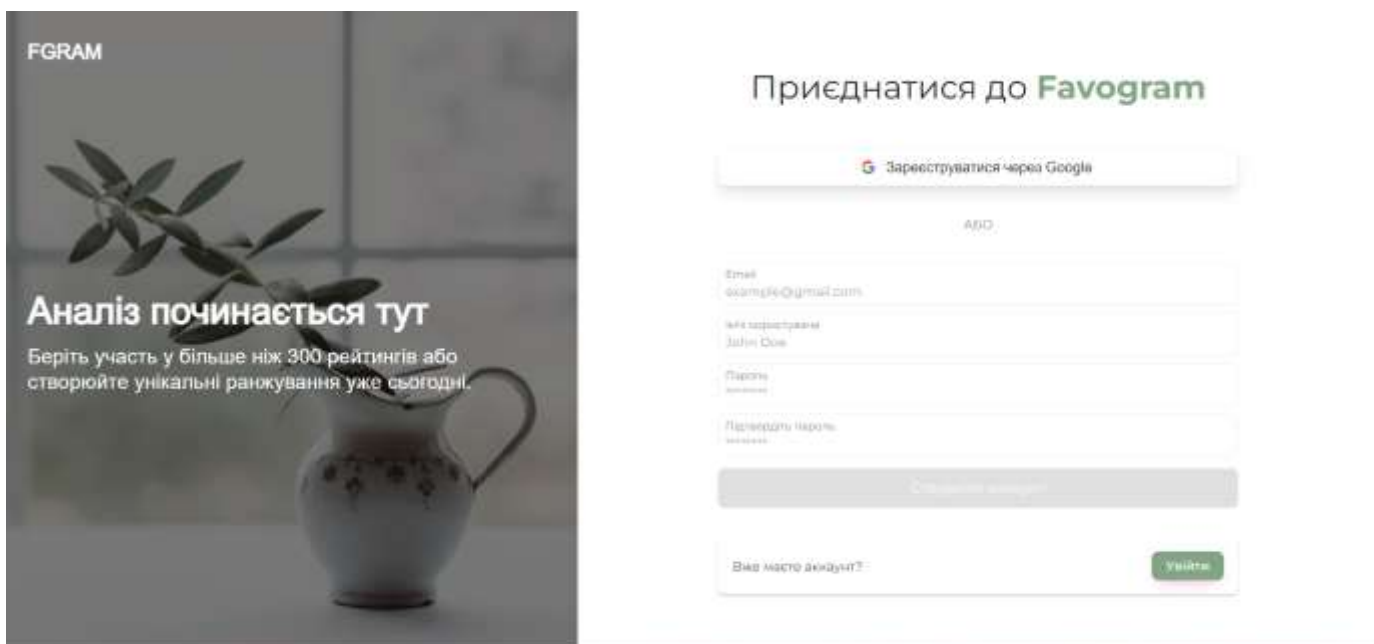 FGRAM
Аналіз починається тут
Беріть участь у більше ніж 300 рейтингів або
створюйте унікальні ранжування уже сьогодні.
Приєднатися до Favogram
Зареєструватися через Google
АБО
Email
example@gmail.com
Ім'я користувача
John Doe
Пароль
Підтвердіть пароль
Вже маєте аккаунт?
Увійти